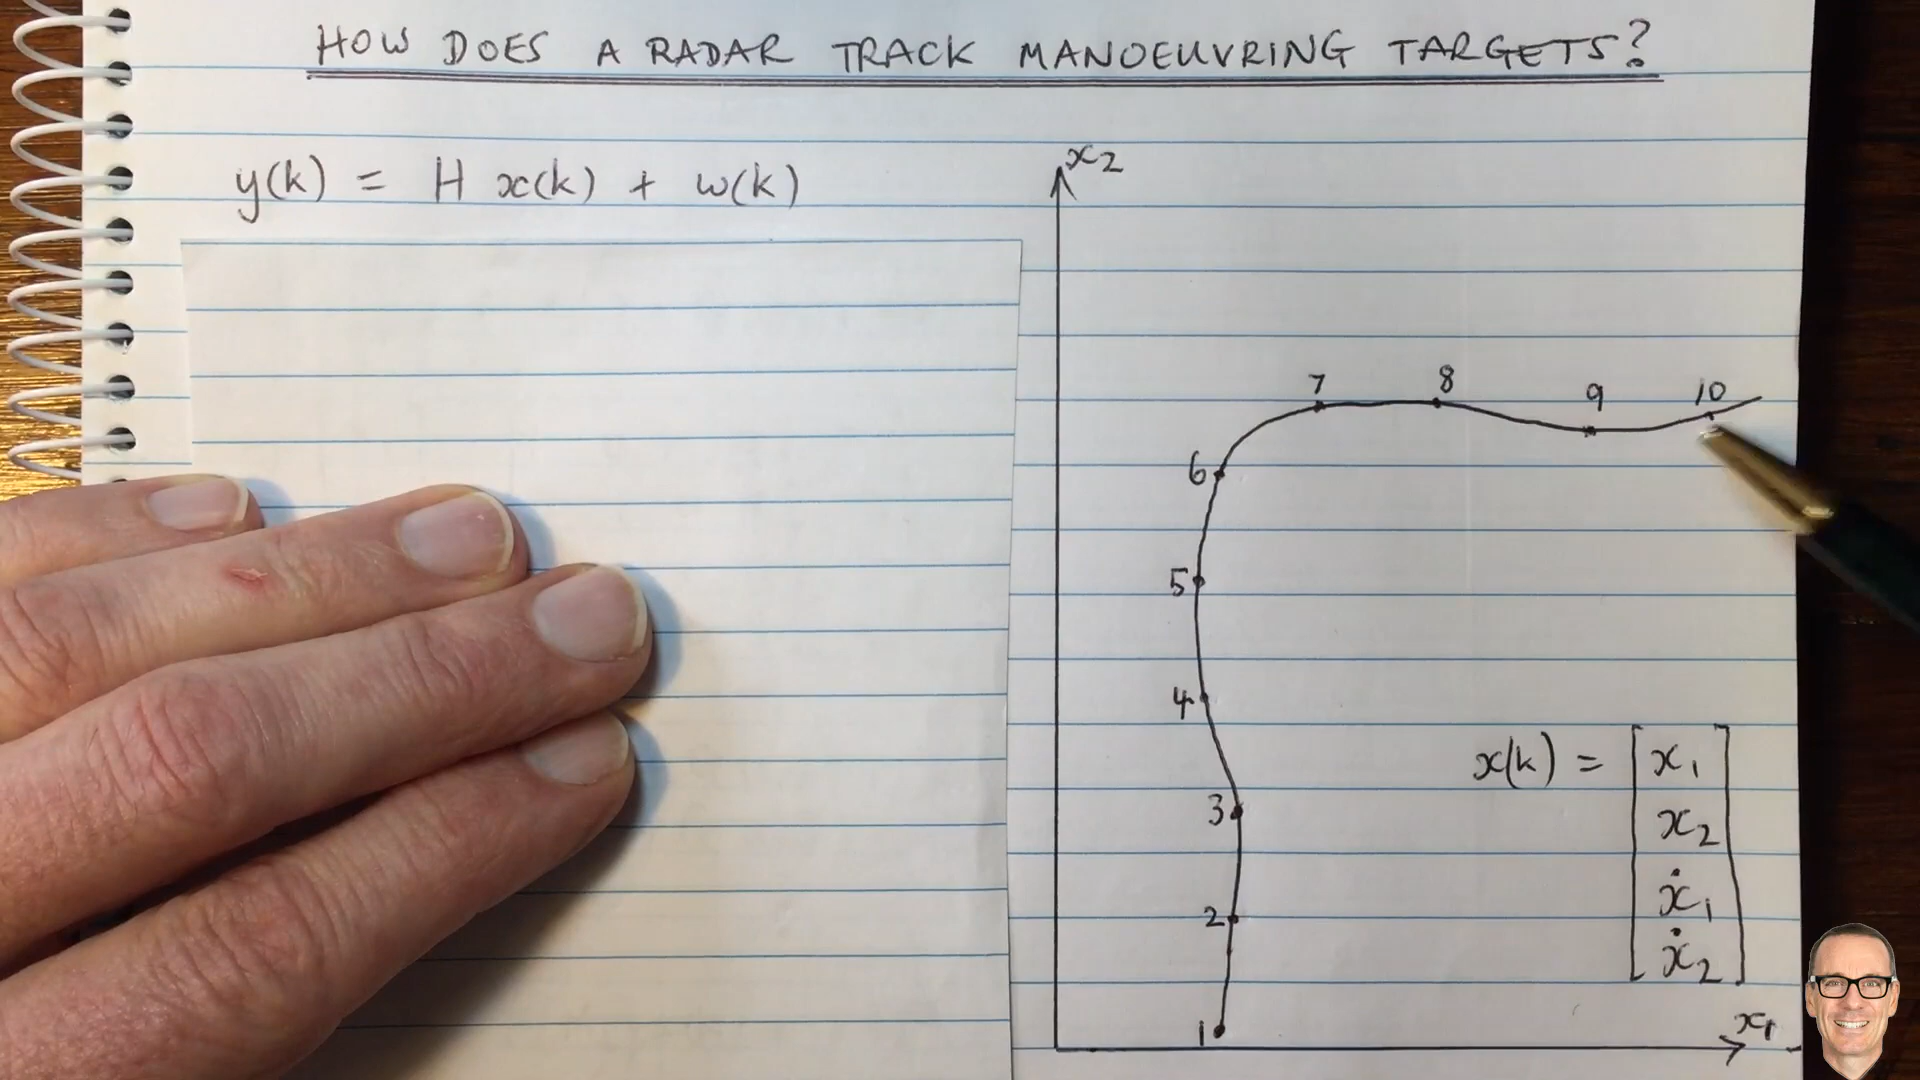 HOW DOES A RADAR TRACK MANOEUVRING TARGETS?
y(k) = H x(k) + w(k)
x2
7 8 9 10
6
5
4
3
2
1
x(k) = [x1
x2
ẋ1
ẋ2]
x1